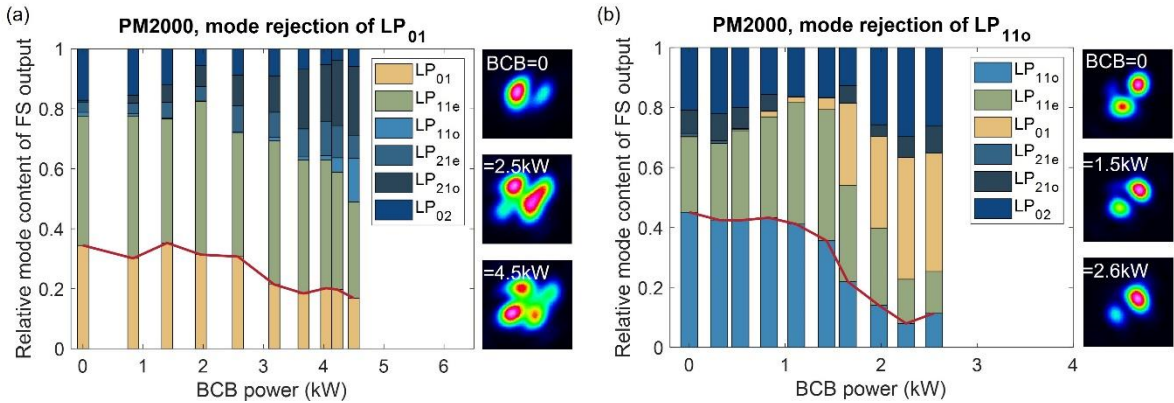 (a)
PM2000, mode rejection of LP01
Relative mode content of FS output
1
0.8
0.6
0.4
0.2
0
0 1 2 3 4 5 6
BCB power (kW)
LP01
LP11e
LP11o
LP21e
LP21o
LP02
BCB=0
=2.5kW
=4.5kW
(b)
PM2000, mode rejection of LP11o
Relative mode content of FS output
1
0.8
0.6
0.4
0.2
0
0 1 2 3 4
BCB power (kW)
LP11o
LP11e
LP01
LP21e
LP21o
LP02
BCB=0
=1.5kW
=2.6kW